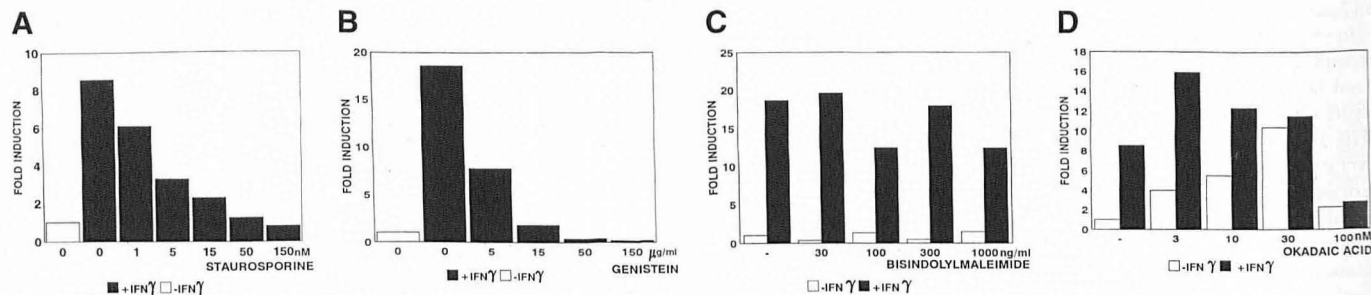 A
FOLD INDUCTION
10
8
6
4
2
0
0 0 1 5 15 50 150nM
STAUROSPORINE
+IFNγ -IFNγ
B
FOLD INDUCTION
20
15
10
5
0
0 0 5 15 50 150 μg/ml
GENISTEIN
+IFNγ -IFNγ
C
FOLD INDUCTION
25
20
15
10
5
0
- 30 100 300 1000 ng/ml
BISINDOLYLMALEIMIDE
-IFNγ +IFNγ
D
FOLD INDUCTION
18
16
14
12
10
8
6
4
2
0
- 3 10 30 100 nM
OKADAIC ACID
-IFNγ +IFNγ